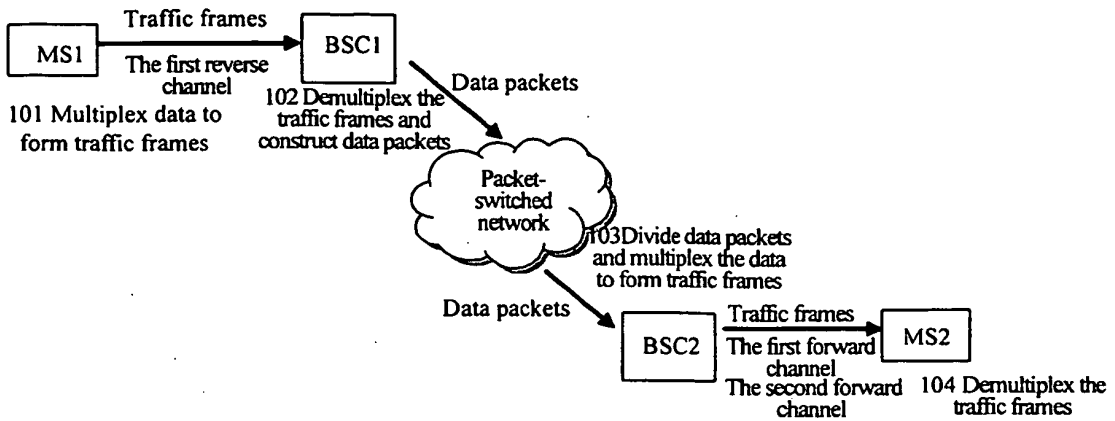 Traffic frames
MS1
BSC1
The first reverse
channel
101 Multiplex data to
form traffic frames
102 Demultiplex the
traffic frames and
construct data packets
Data packets
Packet-
switched
network
103Divide data packets
and multiplex the data
to form traffic frames
Data packets
BSC2
Traffic frames
The first forward
channel
The second forward
channel
MS2
104 Demultiplex the
traffic frames